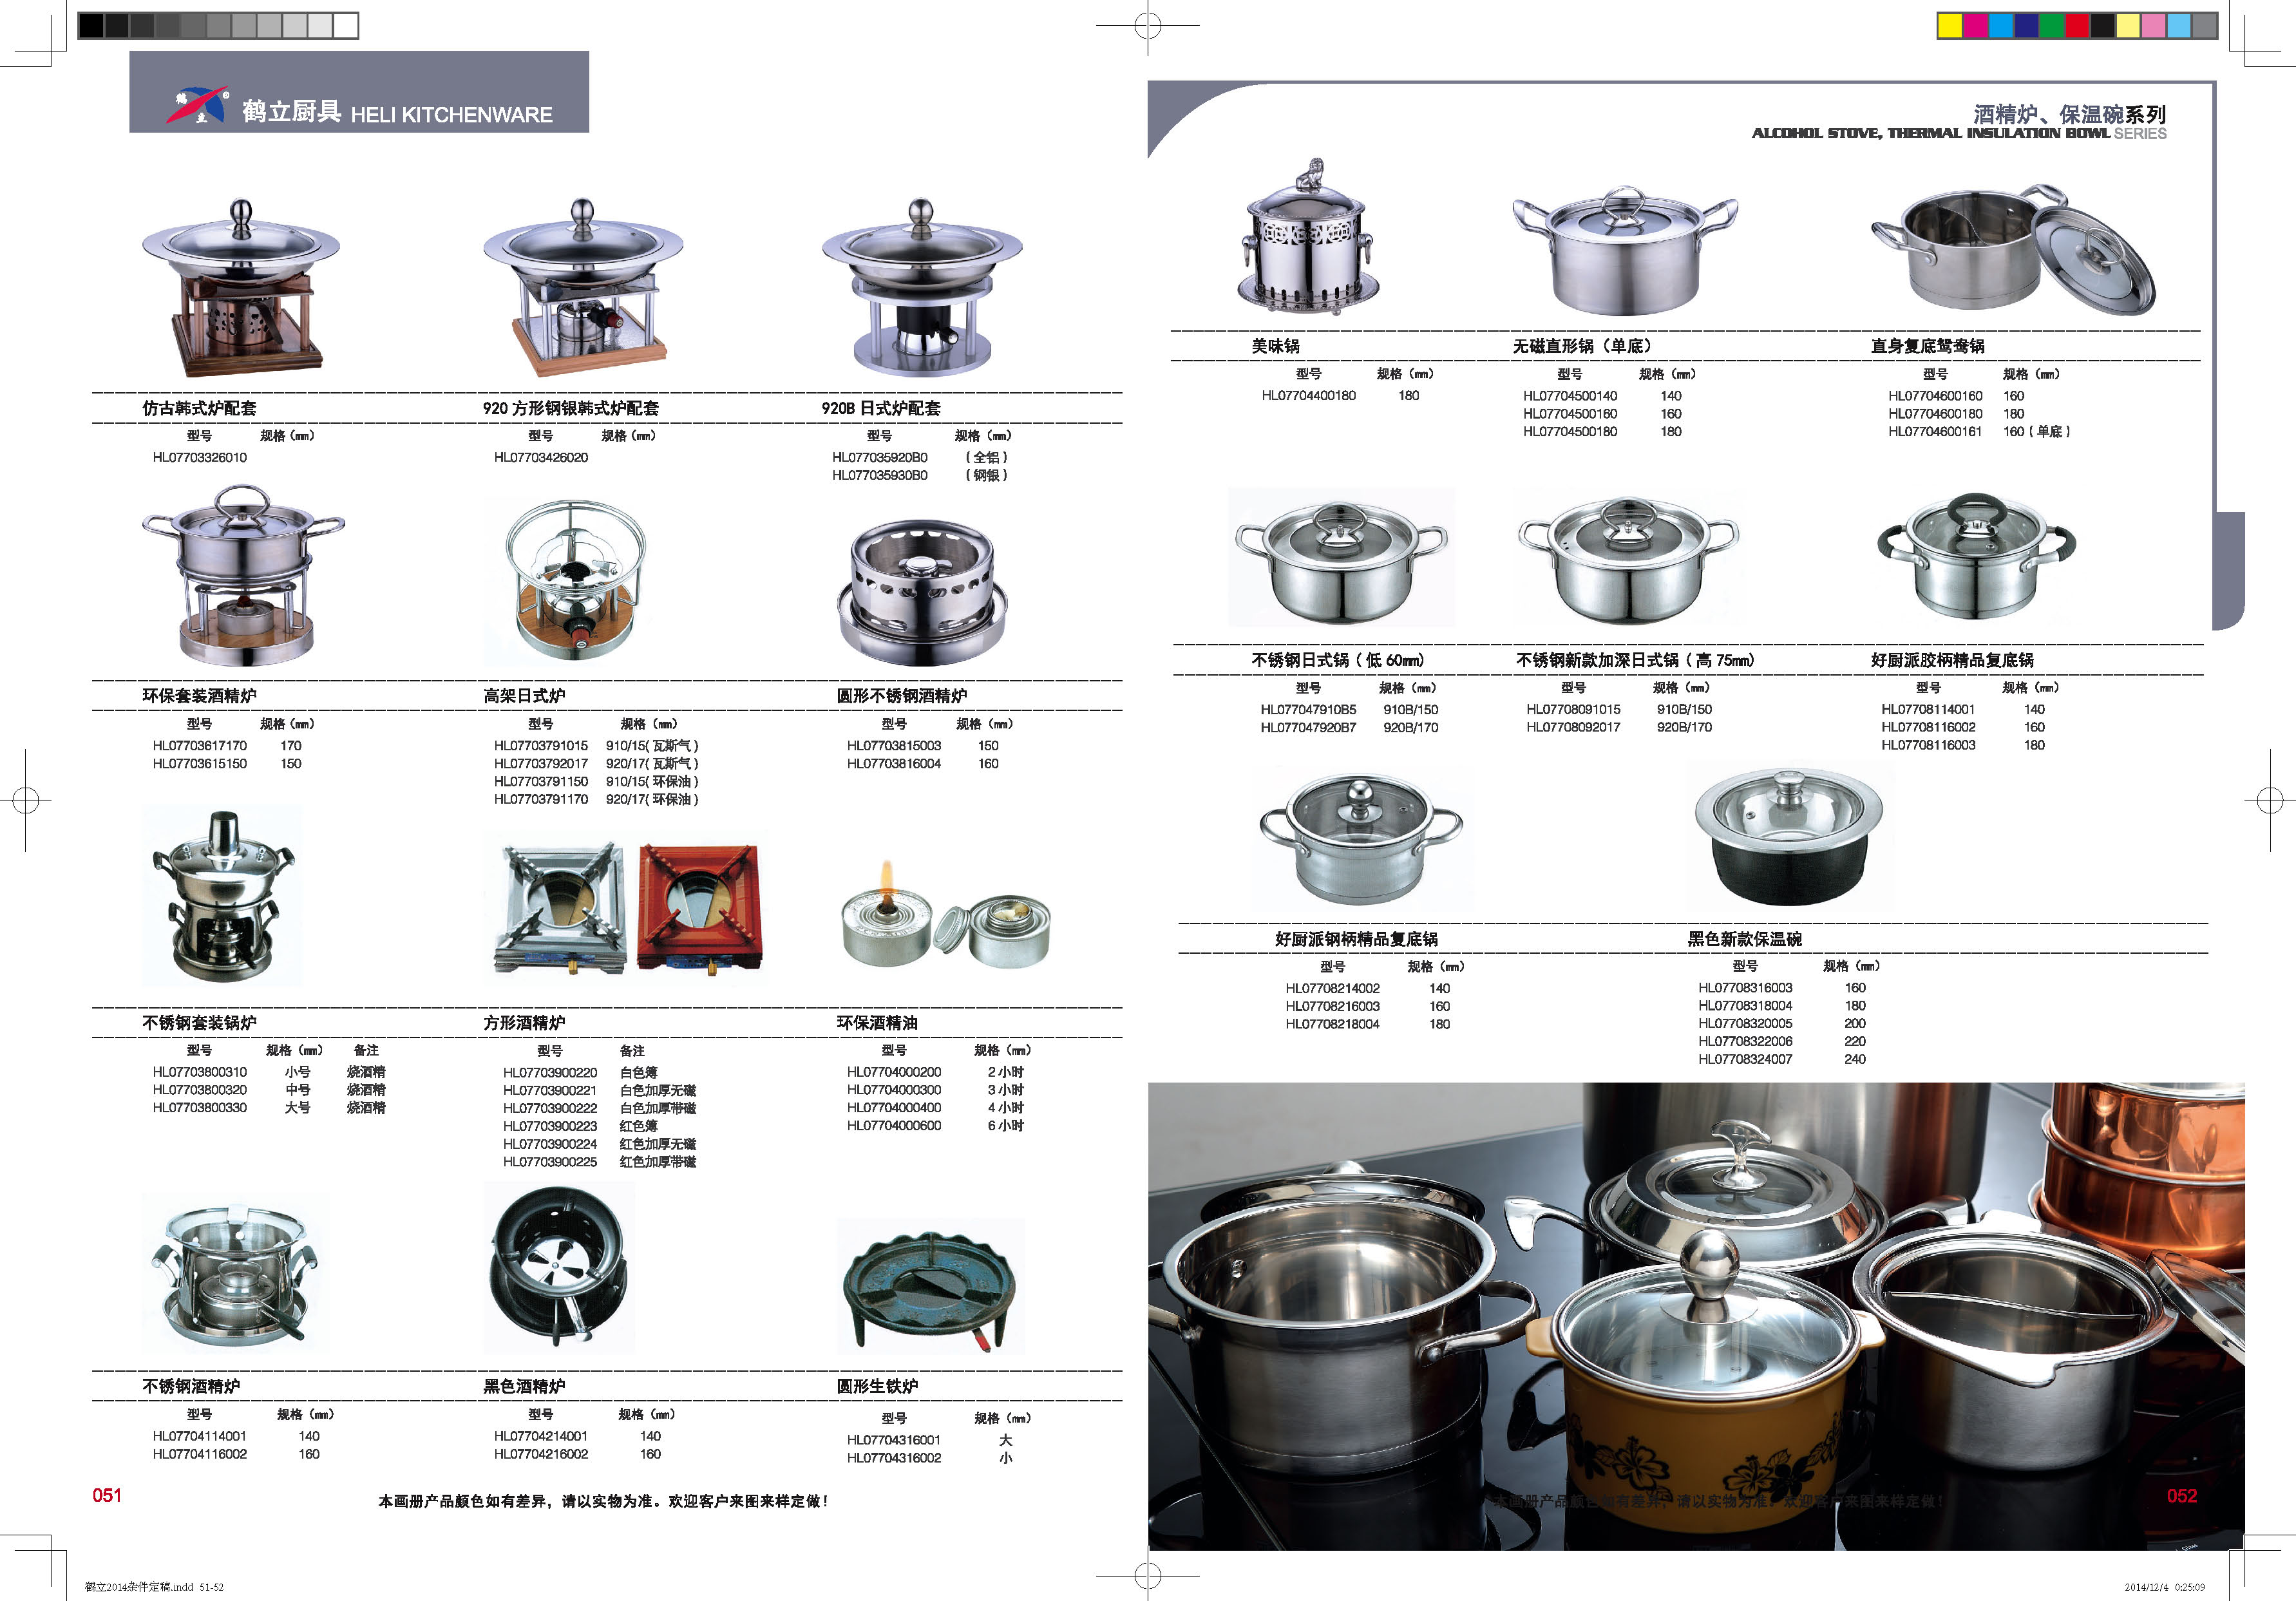 鹤立厨具 HELI KITCHENWARE
仿古韩式炉配套 920 方形钢银韩式炉配套 920B 日式炉配套
型号 规格（mm） 型号 规格（mm） 型号 规格（mm）
HL07703326010 HL07703426020 HL077035920B0 （全铝）
HL077035930B0 （钢银）
环保套装酒精炉 高架日式炉 圆形不锈钢酒精炉
型号 规格（mm） 型号 规格（mm） 型号 规格（mm）
HL07703617170 170 HL07703791015 910/15(瓦斯气) HL07703815003 150
HL07703615150 150 HL07703792017 920/17(瓦斯气) HL07703816004 160
HL07703791150 910/15(环保油)
HL07703791170 920/17(环保油)
不锈钢套装锅炉 方形酒精炉 环保酒精油
型号 规格（mm） 备注 型号 备注 型号 规格（mm）
HL07703800310 小号 烧酒精 HL07703900220 白色簿 HL07704000200 2 小时
HL07703800320 中号 烧酒精 HL07703900221 白色加厚无磁 HL07704000300 3 小时
HL07703800330 大号 烧酒精 HL07703900222 白色加厚带磁 HL07704000400 4 小时
HL07703900223 红色簿 HL07704000600 6 小时
HL07703900224 红色加厚无磁
HL07703900225 红色加厚带磁
不锈钢酒精炉 黑色酒精炉 圆形生铁炉
型号 规格（mm） 型号 规格（mm） 型号 规格（mm）
HL07704114001 140 HL07704214001 140 HL07704316001 大
HL07704116002 160 HL07704216002 160 HL07704316002 小
051
本画册产品颜色如有差异，请以实物为准。欢迎客户来图来样定做！
酒精炉、保温碗系列
ALCOHOL STOVE, THERMAL INSULATION BOWL SERIES
美味锅 无磁直形锅（单底） 直身复底鸳鸯锅
型号 规格（mm） 型号 规格（mm） 型号 规格（mm）
HL07704400180 180 HL07704500140 140 HL07704600160 160
HL07704500160 160 HL07704600180 180
HL07704500180 180 HL07704600161 160（单底）
不锈钢日式锅（低 60mm) 不锈钢新款加深日式锅（高 75mm) 好厨派胶柄精品复底锅
型号 规格（mm） 型号 规格（mm） 型号 规格（mm）
HL077047910B5 910B/150 HL07708091015 910B/150 HL07708114001 140
HL077047920B7 920B/170 HL07708092017 920B/170 HL07708116002 160
HL07708116003 180
好厨派钢柄精品复底锅 黑色新款保温碗
型号 规格（mm） 型号 规格（mm）
HL07708214002 140 HL07708316003 160
HL07708216003 160 HL07708318004 180
HL07708218004 180 HL07708320005 200
HL07708322006 220
HL07708324007 240
本画册产品颜色如有差异，请以实物为准。欢迎客户来图来样定做！
052
鹤立2014杂件定稿.indd 51-52
2014/12/4 0:25:09